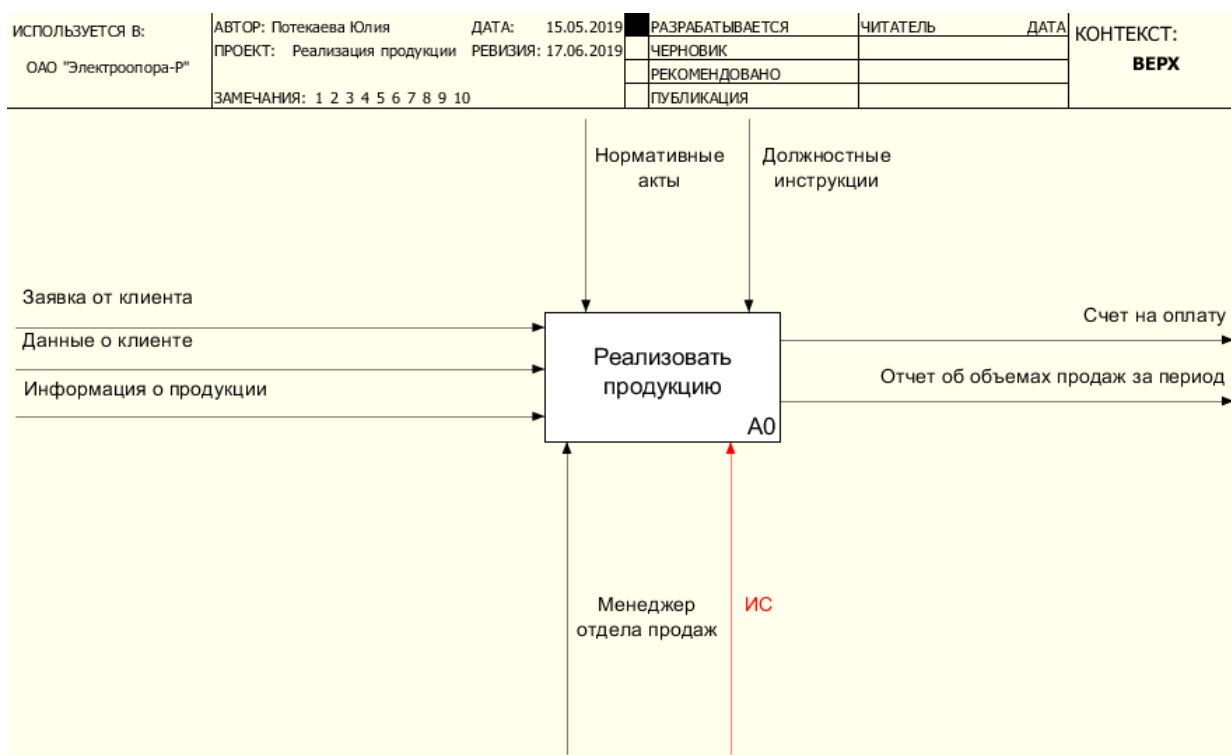 ИСПОЛЬЗУЕТСЯ В:
ОАО "Электроопора-Р"
АВТОР: Потекаева Юлия
ДАТА: 15.05.2019
ПРОЕКТ: Реализация продукции
РЕВИЗИЯ: 17.06.2019
ЗАМЕЧАНИЯ: 1 2 3 4 5 6 7 8 9 10
РАЗРАБАТЫВАЕТСЯ
ЧЕРНОВИК
РЕКОМЕНДОВАНО
ПУБЛИКАЦИЯ
ЧИТАТЕЛЬ ДАТА
КОНТЕКСТ:
ВЕРХ
Нормативные
акты
Должностные
инструкции
Заявка от клиента
Данные о клиенте
Информация о продукции
Реализовать
продукцию
A0
Счет на оплату
Отчет об объемах продаж за период
Менеджер
отдела продаж
ИС